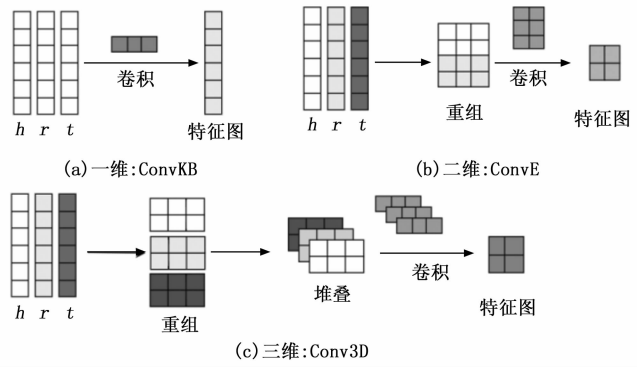 卷积
h r t
特征图
(a)一维:ConvKB
重组
卷积
h r t
特征图
(b)二维:ConvE
h r t
重组
堆叠
卷积
特征图
(c)三维:Conv3D